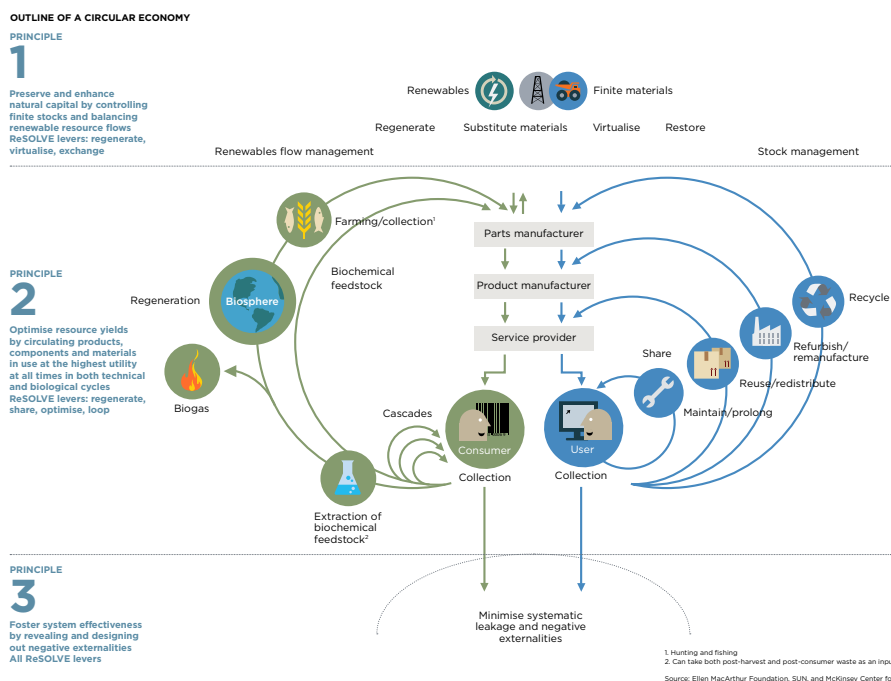 OUTLINE OF A CIRCULAR ECONOMY
PRINCIPLE
1
Preserve and enhance
natural capital by controlling
finite stocks and balancing
renewable resource flows
ReSOLVE levers: regenerate,
virtualise, exchange
Renewables
Finite materials
Regenerate
Substitute materials
Virtualise
Restore
Renewables flow management
Stock management
PRINCIPLE
2
Optimise resource yields
by circulating products,
components and materials
in use at the highest utility
at all times in both technical
and biological cycles
ReSOLVE levers: regenerate,
share, optimise, loop
Farming/collection¹
Biochemical
feedstock
Regeneration
Biosphere
Biogas
Cascades
Extraction of
biochemical
feedstock²
Parts manufacturer
Product manufacturer
Service provider
Consumer
Collection
User
Collection
Share
Maintain/prolong
Reuse/redistribute
Refurbish/
remanufacture
Recycle
PRINCIPLE
3
Foster system effectiveness
by revealing and designing
out negative externalities
All ReSOLVE levers
Minimise systematic
leakage and negative
externalities
1. Hunting and fishing
2. Can take both post-harvest and post-consumer waste as an
Source: Ellen MacArthur Foundation, SUN, and McKinsey Center